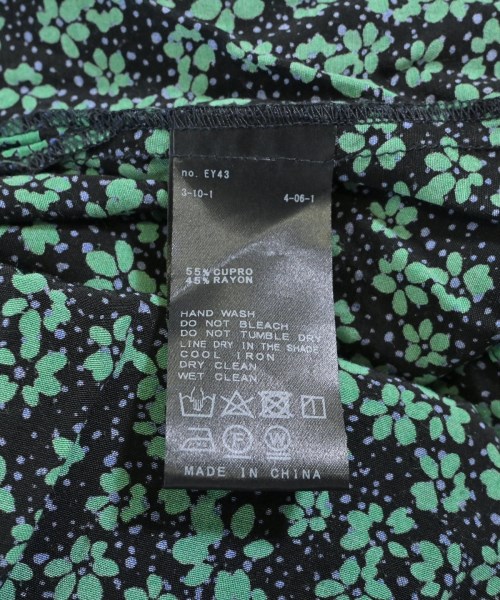 no. EY43
3-10-1 4-06-1
55%CUPRO
45%RAYON
HAND WASH
DO NOT BLEACH
DO NOT TUMBLE DRY
LINE DRY IN THE SHADE
COOL IRON
DRY CLEAN
WET CLEAN
F W
MADE IN CHINA